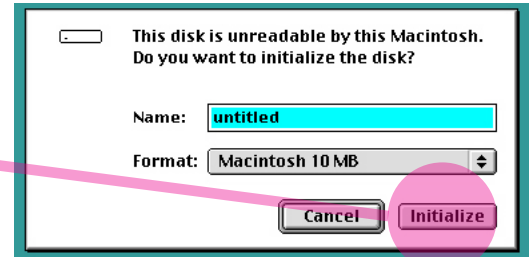 This disk is unreadable by this Macintosh.
Do you want to initialize the disk?
Name: untitled
Format: Macintosh 10 MB
Cancel Initialize